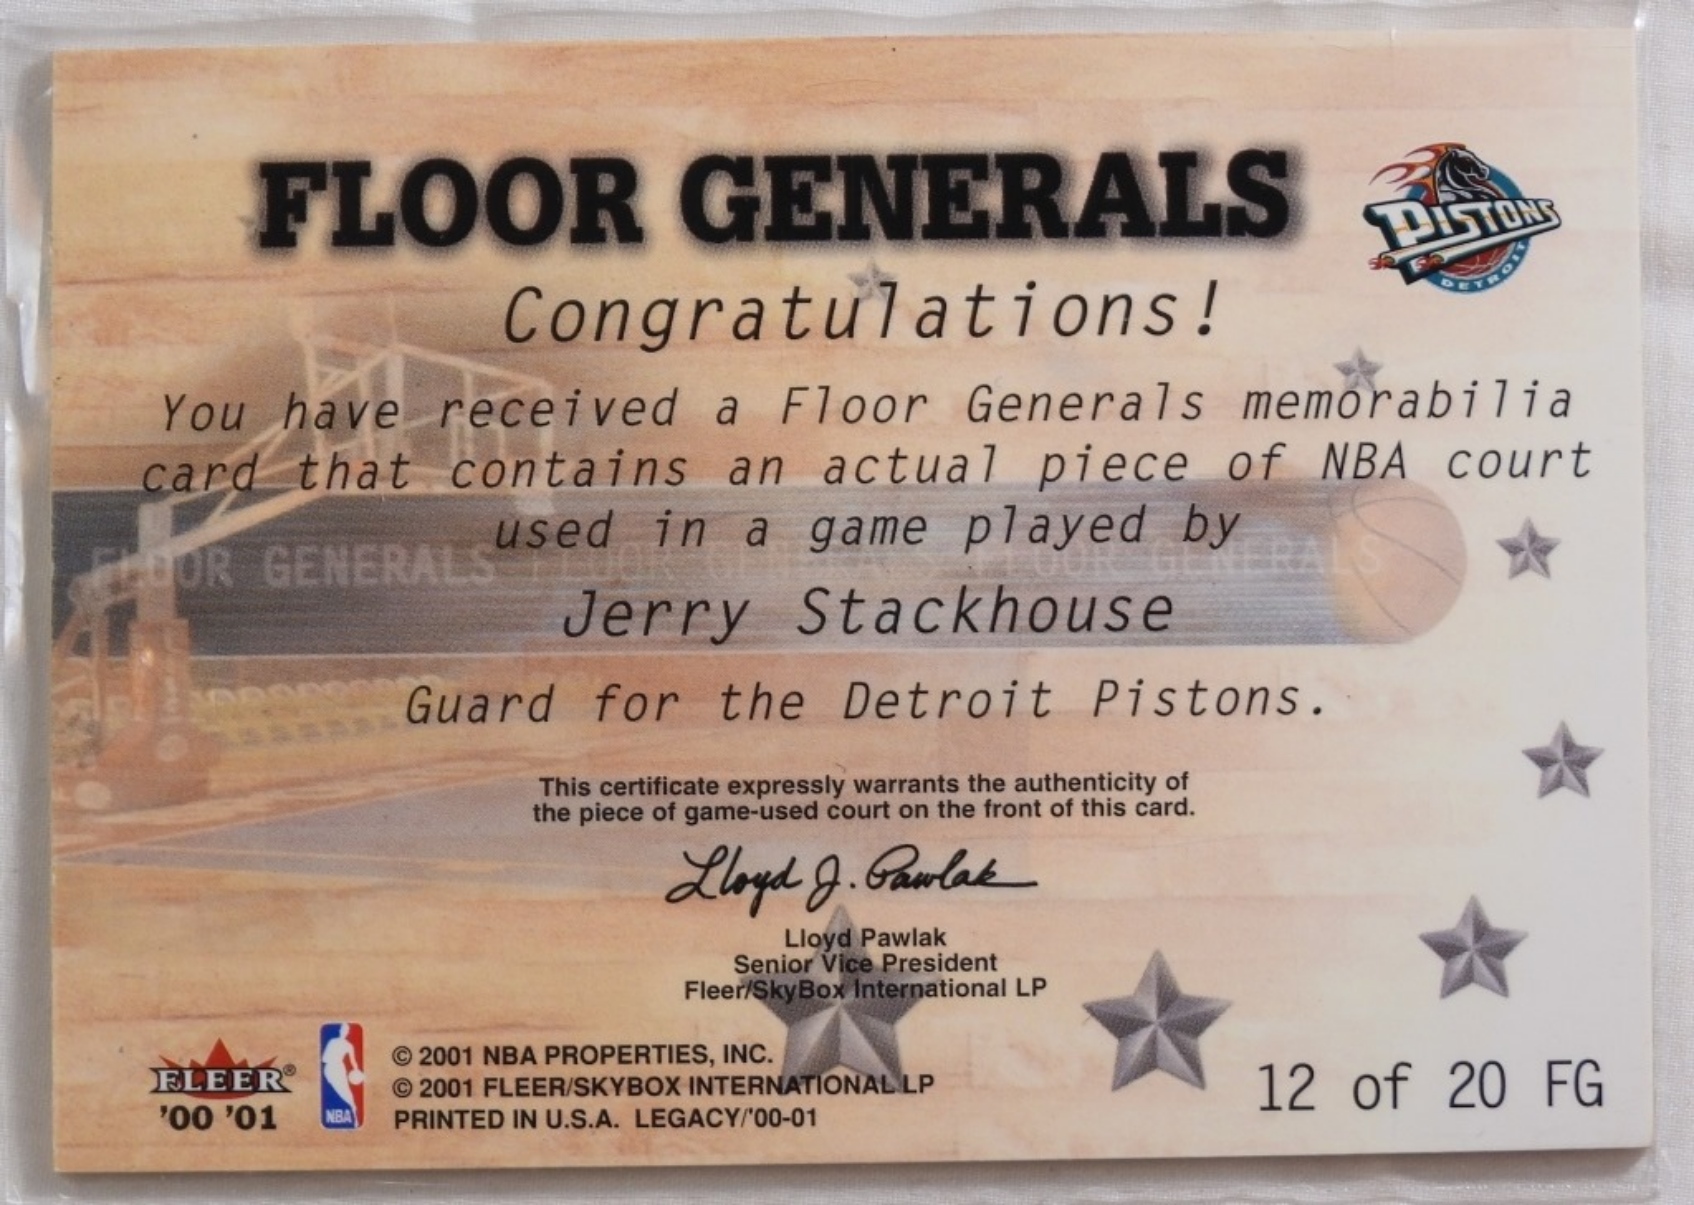 FLOOR GENERALS
PISTONS
DETROIT
Congratulations!
You have received a Floor Generals memorabilia
card that contains an actual piece of NBA court
used in a game played by
FLOOR GENERALS FLOOR GENERALS FLOOR GENERALS
Jerry Stackhouse
Guard for the Detroit Pistons.
This certificate expressly warrants the authenticity of
the piece of game-used court on the front of this card.
Lloyd J. Pawlak
Lloyd Pawlak
Senior Vice President
Fleer/SkyBox International LP
FLEER®
'00 '01
NBA
© 2001 NBA PROPERTIES, INC.
© 2001 FLEER/SKYBOX INTERNATIONAL LP
PRINTED IN U.S.A. LEGACY/'00-01
12 of 20 FG